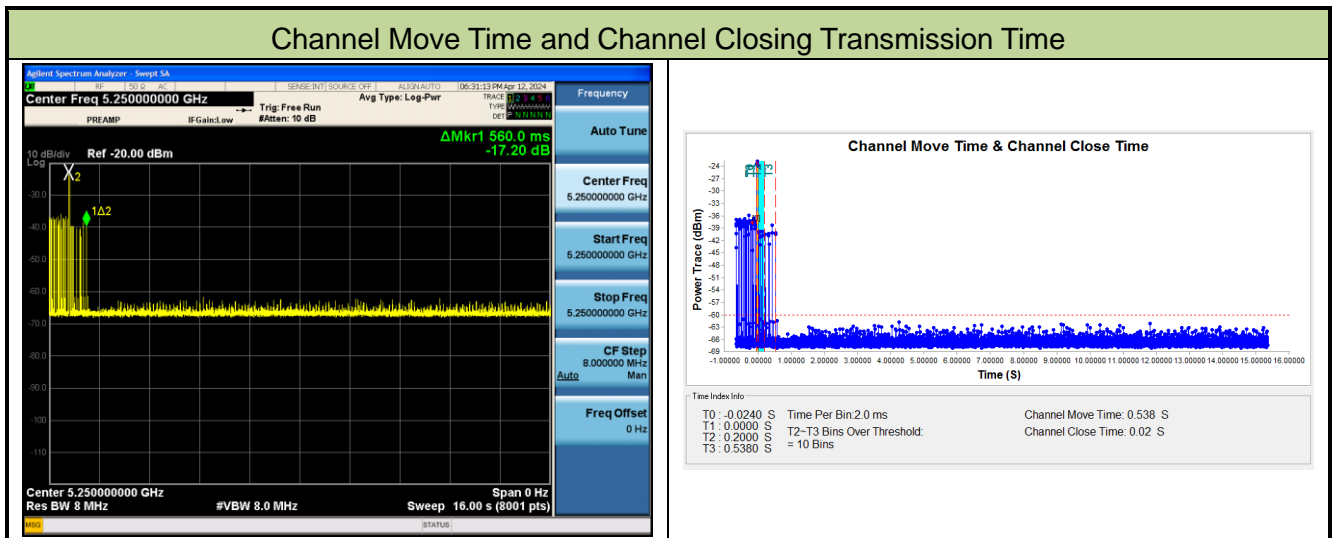 Channel Move Time and Channel Closing Transmission Time
Agilent Spectrum Analyzer - Swept SA
RF 50 Ω AC SENSE:INT SOURCE OFF ALIGN AUTO 06:31:13 PM Apr 12, 2024
Center Freq 5.250000000 GHz
Avg Type: Log-Pwr
TRACE 1 2 3 4 5 6
TYPE
DET P N N N N N
PREAMP
IFGain:Low
Trig: Free Run
#Atten: 10 dB
ΔMkr1 560.0 ms
-17.20 dB
10 dB/div
Log
Ref -20.00 dBm
X2
1Δ2
-30.0
-40.0
-50.0
-60.0
-70.0
-80.0
-90.0
-100
-110
Center 5.250000000 GHz
Span 0 Hz
Res BW 8 MHz
#VBW 8.0 MHz
Sweep 16.00 s (8001 pts)
MSG
STATUS
Frequency
Auto Tune
Center Freq
5.250000000 GHz
Start Freq
5.250000000 GHz
Stop Freq
5.250000000 GHz
CF Step
8.000000 MHz
Auto Man
Freq Offset
0 Hz
Channel Move Time & Channel Close Time
Power Trace (dBm)
-24
-27
-30
-33
-36
-39
-42
-45
-48
-51
-54
-57
-60
-63
-66
-69
-1.00000 0.00000 1.00000 2.00000 3.00000 4.00000 5.00000 6.00000 7.00000 8.00000 9.00000 10.00000 11.00000 12.00000 13.00000 14.00000 15.00000 16.00000
Time (S)
Time Index Info
T0 : -0.0240 S
T1 : 0.0000 S
T2 : 0.2000 S
T3 : 0.5380 S
Time Per Bin:2.0 ms
T2~T3 Bins Over Threshold:
= 10 Bins
Channel Move Time: 0.538 S
Channel Close Time: 0.02 S